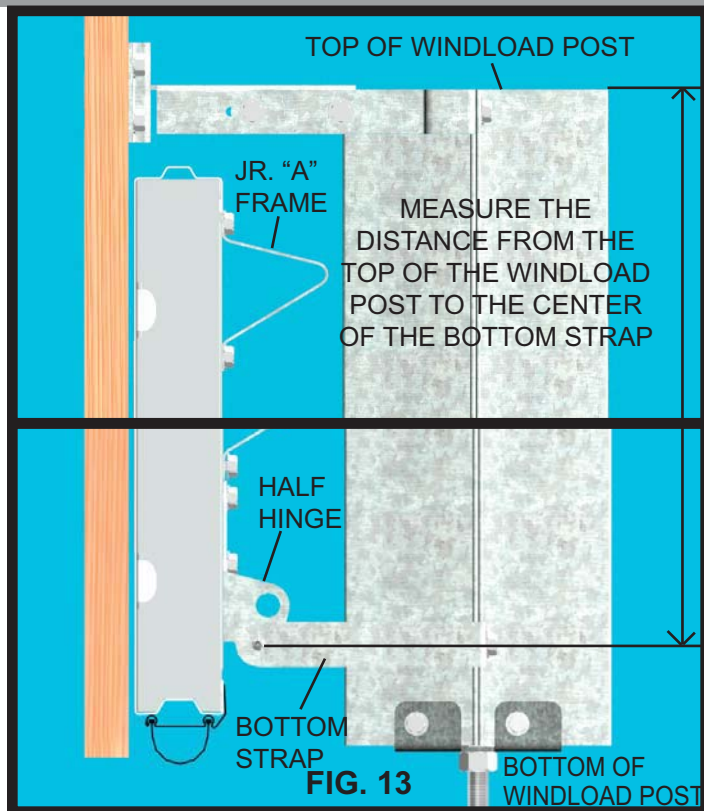 TOP OF WINDLOAD POST
JR. “A”
FRAME
MEASURE THE
DISTANCE FROM THE
TOP OF THE WINDLOAD
POST TO THE CENTER
OF THE BOTTOM STRAP
HALF
HINGE
BOTTOM
STRAP
FIG. 13
BOTTOM OF
WINDLOAD POST